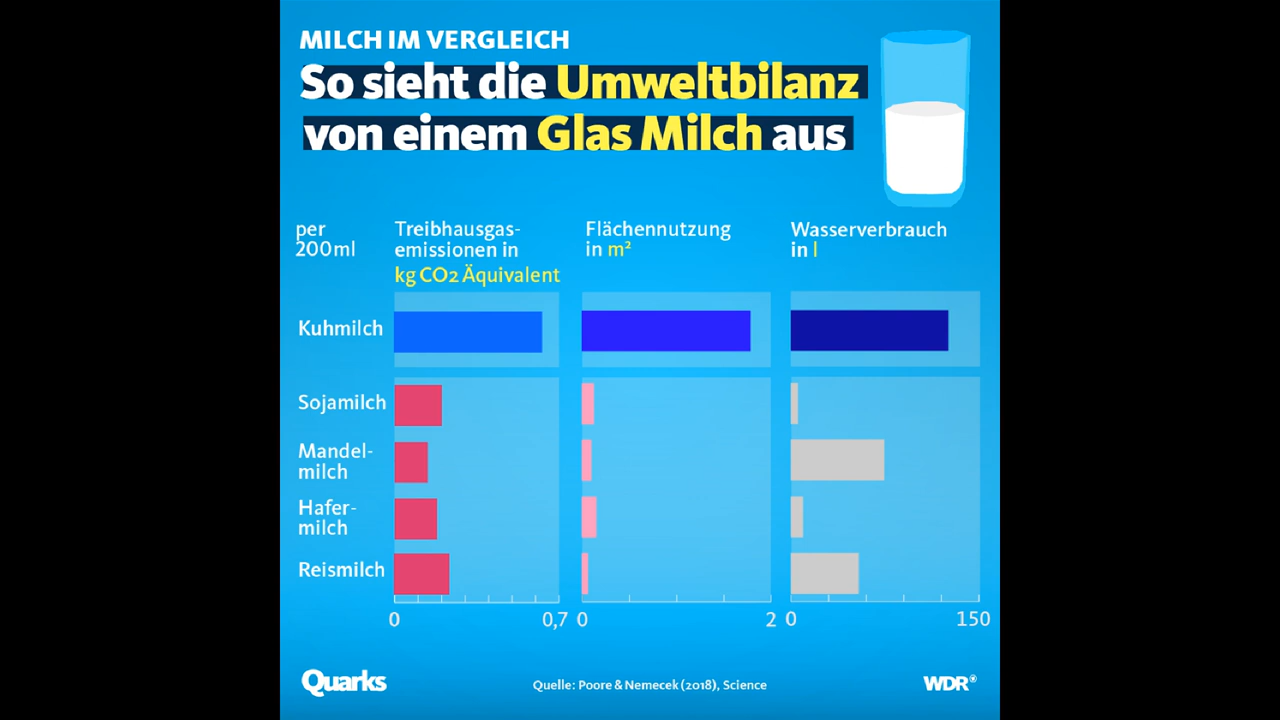 MILCH IM VERGLEICH
So sieht die Umweltbilanz
von einem Glas Milch aus
per
200ml
Treibhausgas-
emissionen in
kg CO2 Äquivalent
Flächennutzung
in m²
Wasserverbrauch
in l
Kuhmilch
Sojamilch
Mandel-
milch
Hafer-
milch
Reismilch
0 0,7 0 2 0 150
Quarks
Quelle: Poore & Nemecek (2018), Science
WDR®